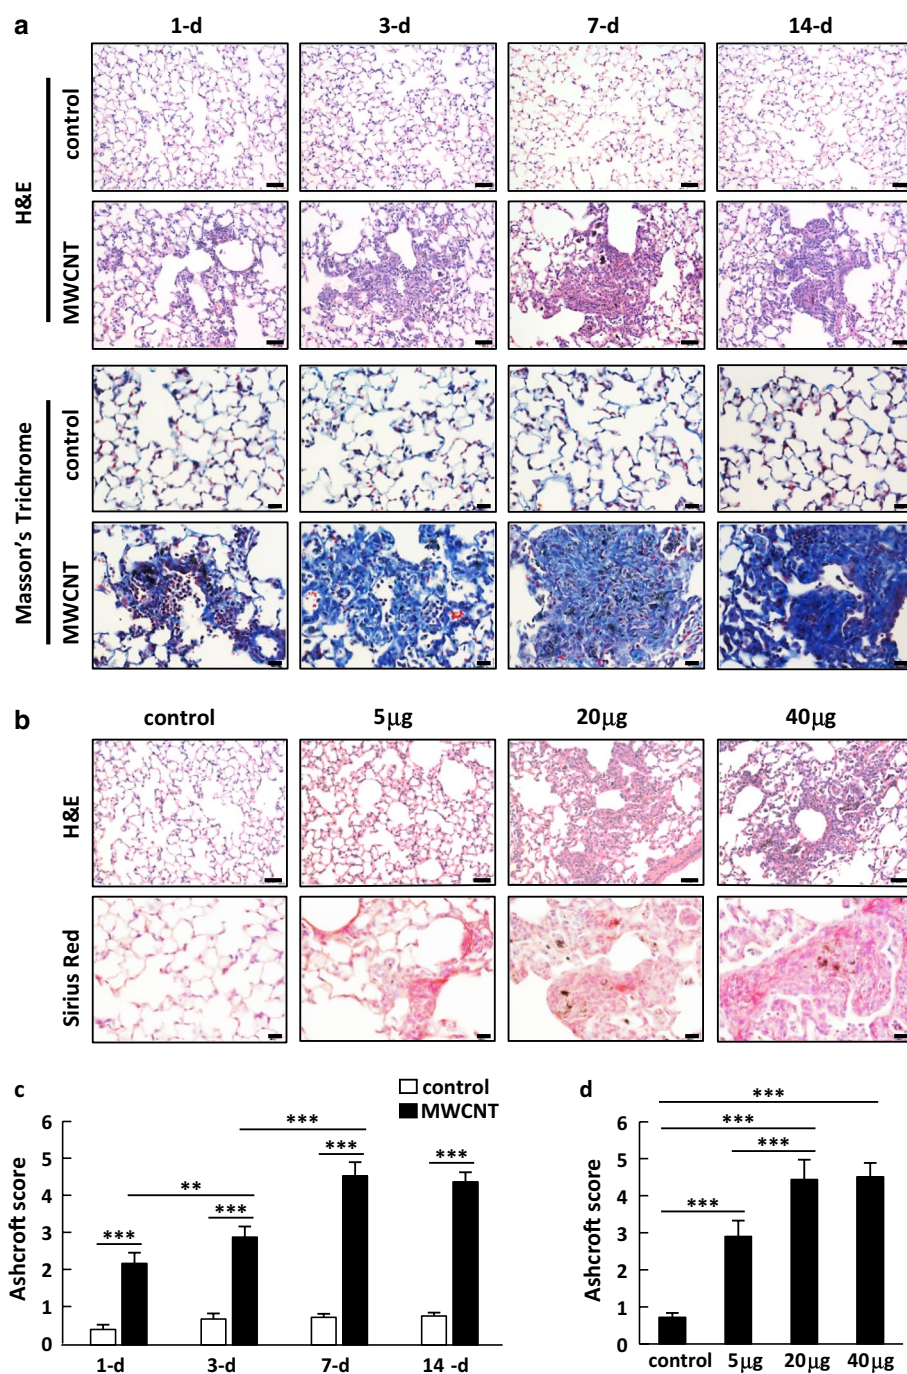 a
1-d 3-d 7-d 14-d
H&E
control
MWCNT
Masson's Trichrome
control
MWCNT
b
control 5µg 20µg 40µg
H&E
Sirius Red
c
control
MWCNT
Ashcroft score
6
5
4
3
2
1
0
***
**
***
***
***
***
1-d 3-d 7-d 14 -d
d
Ashcroft score
6
5
4
3
2
1
0
***
***
***
***
control 5µg 20µg 40µg